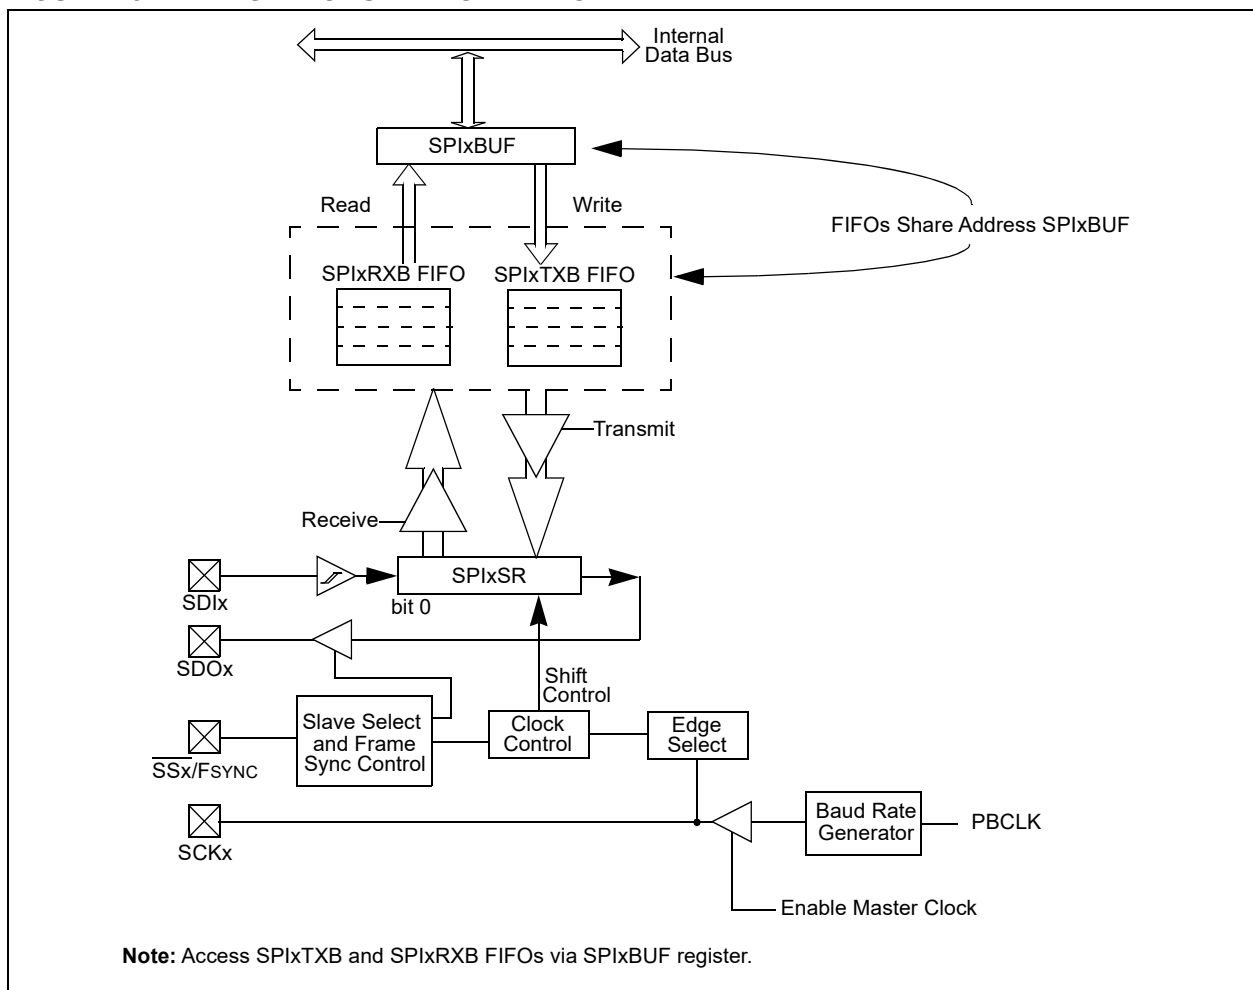 Internal
Data Bus
SPIxBUF
Read
Write
FIFOs Share Address SPIxBUF
SPIxRXB FIFO
SPIxTXB FIFO
Transmit
Receive
SPIxSR
SDIx
bit 0
SDOx
Shift
Control
Slave Select
and Frame
Sync Control
Clock
Control
Edge
Select
SSx/FSYNC
Baud Rate
Generator
PBCLK
SCKx
Enable Master Clock
Note: Access SPIxTXB and SPIxRXB FIFOs via SPIxBUF register.